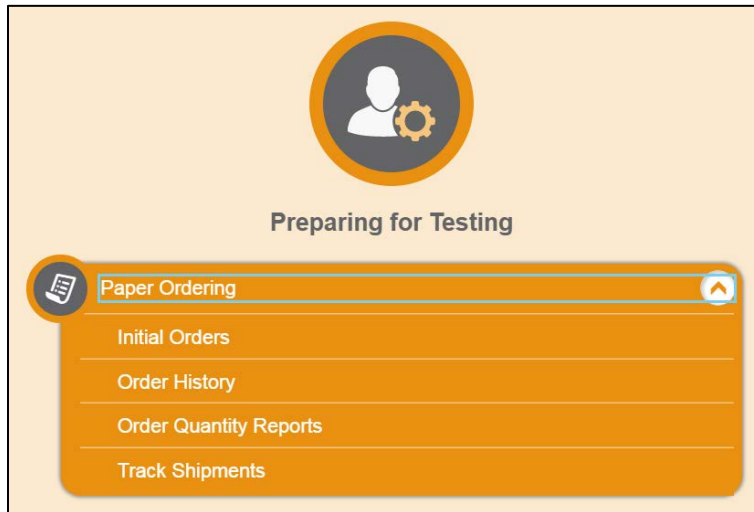 Preparing for Testing
Paper Ordering
Initial Orders
Order History
Order Quantity Reports
Track Shipments